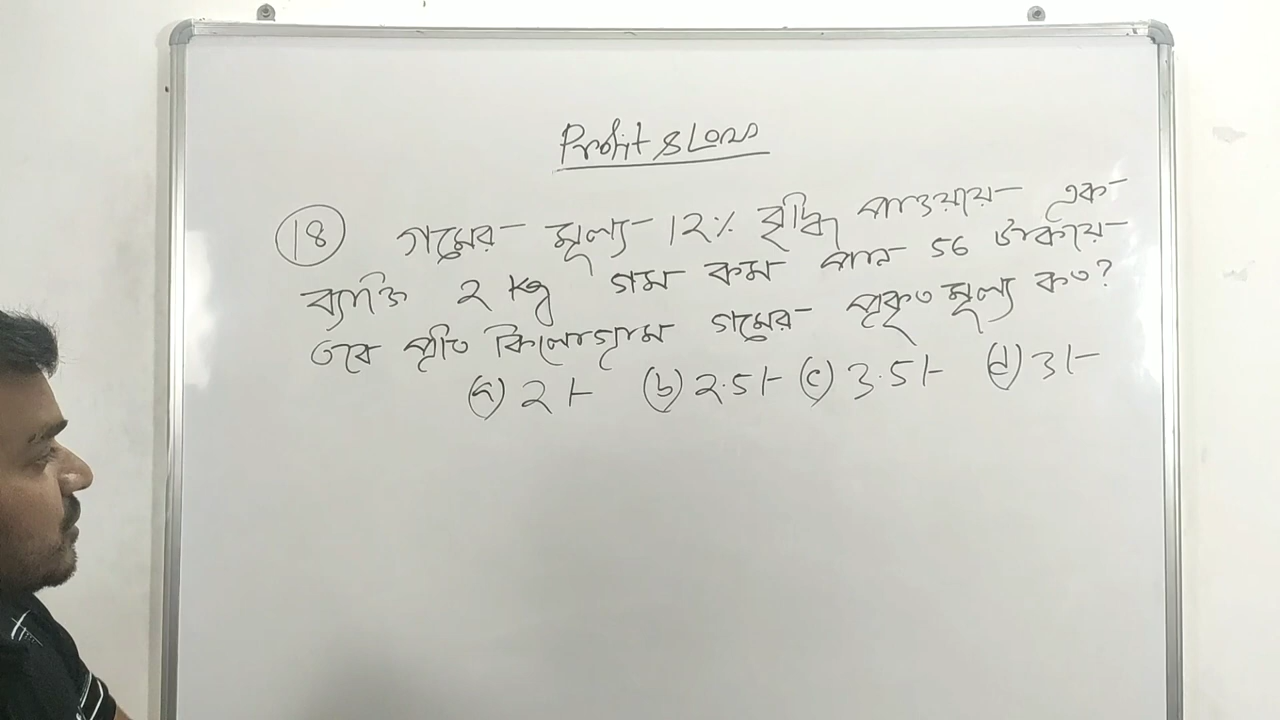 Profit & Loss
18 গমের মূল্য 12% বৃদ্ধি পাওয়ায় এক
ব্যাক্তি 2 kg গম কম পান 56 টাকায়
তবে প্রতি কিলোগ্রাম গমের প্রকৃত মূল্য কত?
(a) 2/- (b) 2.5/- (c) 3.5/- (d) 3/-